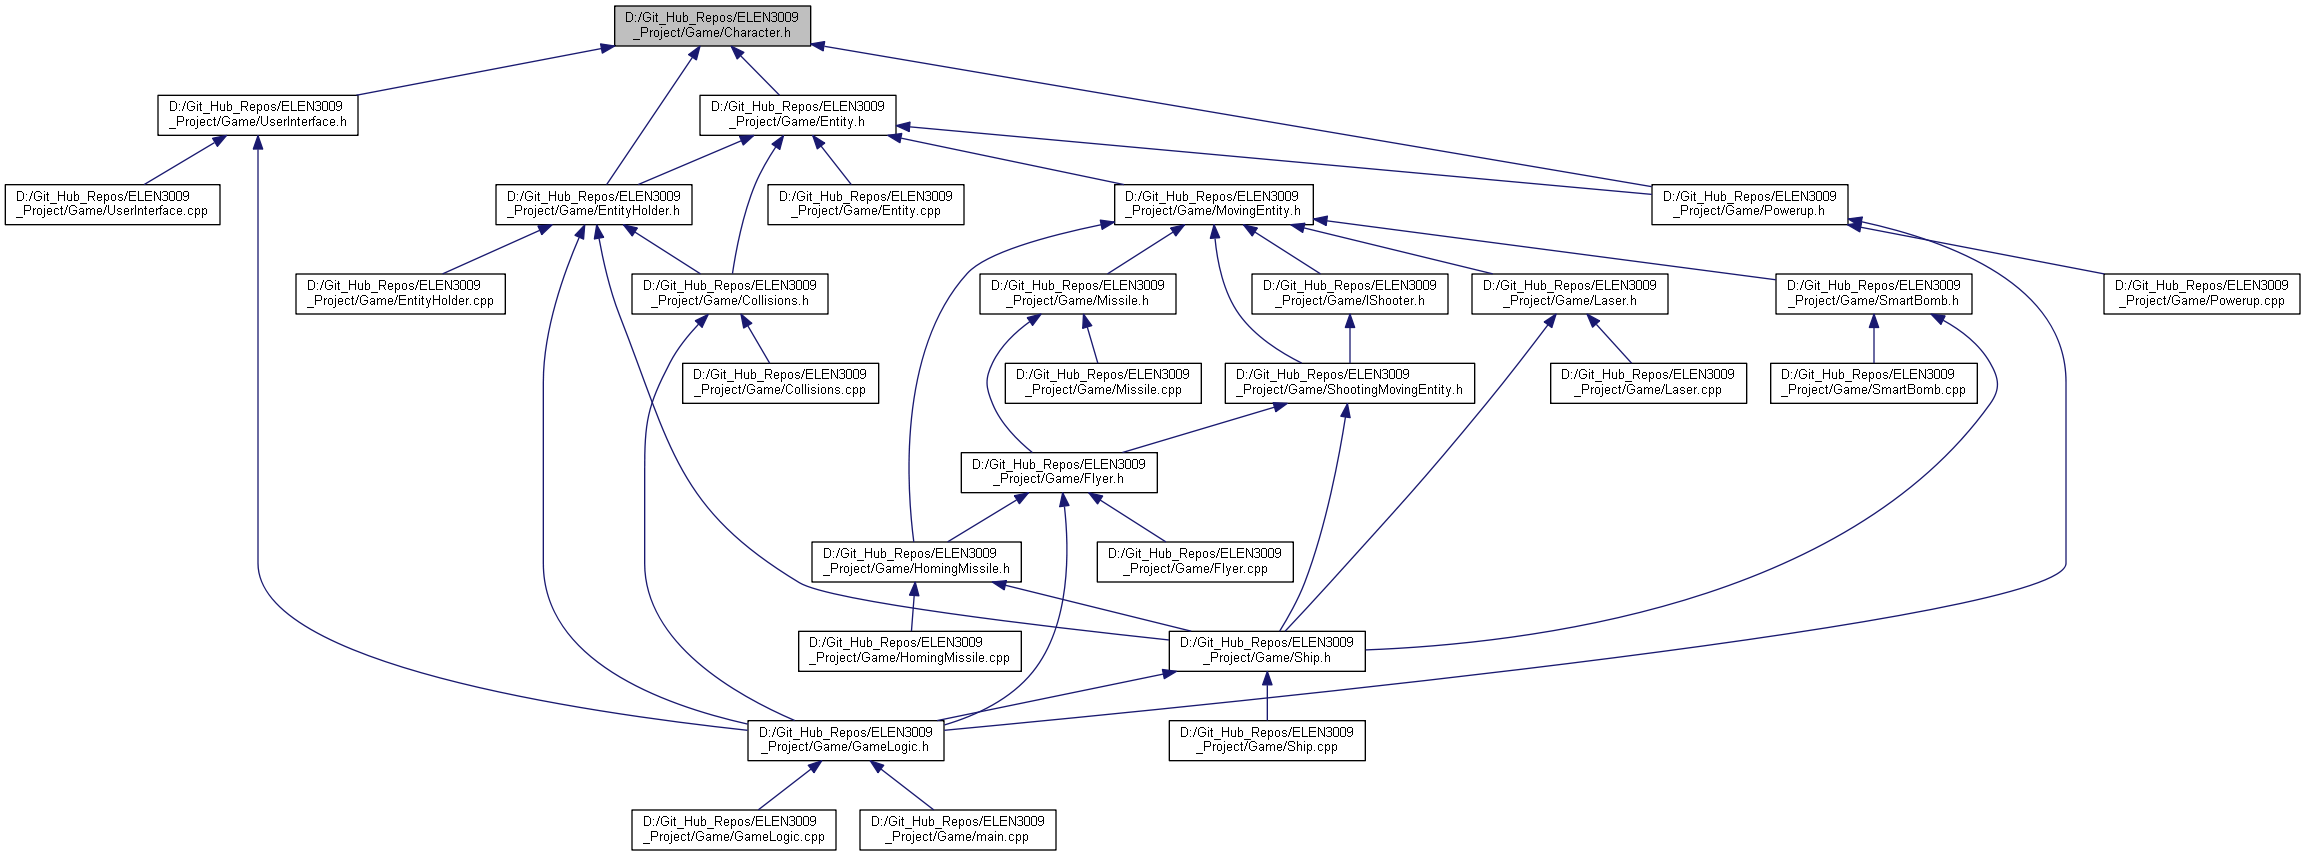 D:/Git_Hub_Repos/ELEN3009
_Project/Game/Character.h
D:/Git_Hub_Repos/ELEN3009
_Project/Game/UserInterface.h
D:/Git_Hub_Repos/ELEN3009
_Project/Game/Entity.h
D:/Git_Hub_Repos/ELEN3009
_Project/Game/UserInterface.cpp
D:/Git_Hub_Repos/ELEN3009
_Project/Game/EntityHolder.h
D:/Git_Hub_Repos/ELEN3009
_Project/Game/Entity.cpp
D:/Git_Hub_Repos/ELEN3009
_Project/Game/MovingEntity.h
D:/Git_Hub_Repos/ELEN3009
_Project/Game/Powerup.h
D:/Git_Hub_Repos/ELEN3009
_Project/Game/EntityHolder.cpp
D:/Git_Hub_Repos/ELEN3009
_Project/Game/Collisions.h
D:/Git_Hub_Repos/ELEN3009
_Project/Game/Missile.h
D:/Git_Hub_Repos/ELEN3009
_Project/Game/IShooter.h
D:/Git_Hub_Repos/ELEN3009
_Project/Game/Laser.h
D:/Git_Hub_Repos/ELEN3009
_Project/Game/SmartBomb.h
D:/Git_Hub_Repos/ELEN3009
_Project/Game/Powerup.cpp
D:/Git_Hub_Repos/ELEN3009
_Project/Game/Collisions.cpp
D:/Git_Hub_Repos/ELEN3009
_Project/Game/Missile.cpp
D:/Git_Hub_Repos/ELEN3009
_Project/Game/ShootingMovingEntity.h
D:/Git_Hub_Repos/ELEN3009
_Project/Game/Laser.cpp
D:/Git_Hub_Repos/ELEN3009
_Project/Game/SmartBomb.cpp
D:/Git_Hub_Repos/ELEN3009
_Project/Game/Flyer.h
D:/Git_Hub_Repos/ELEN3009
_Project/Game/HomingMissile.h
D:/Git_Hub_Repos/ELEN3009
_Project/Game/Flyer.cpp
D:/Git_Hub_Repos/ELEN3009
_Project/Game/HomingMissile.cpp
D:/Git_Hub_Repos/ELEN3009
_Project/Game/Ship.h
D:/Git_Hub_Repos/ELEN3009
_Project/Game/GameLogic.h
D:/Git_Hub_Repos/ELEN3009
_Project/Game/Ship.cpp
D:/Git_Hub_Repos/ELEN3009
_Project/Game/GameLogic.cpp
D:/Git_Hub_Repos/ELEN3009
_Project/Game/main.cpp